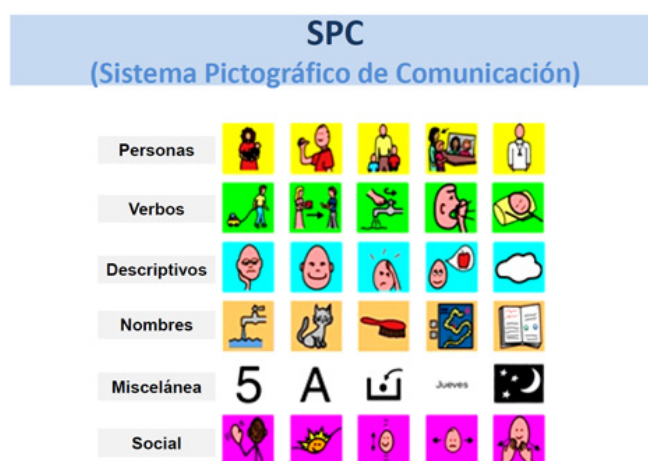 SPC
(Sistema Pictográfico de Comunicación)
Personas
Verbos
Descriptivos
Nombres
Miscelánea
5
A
Jueves
Social